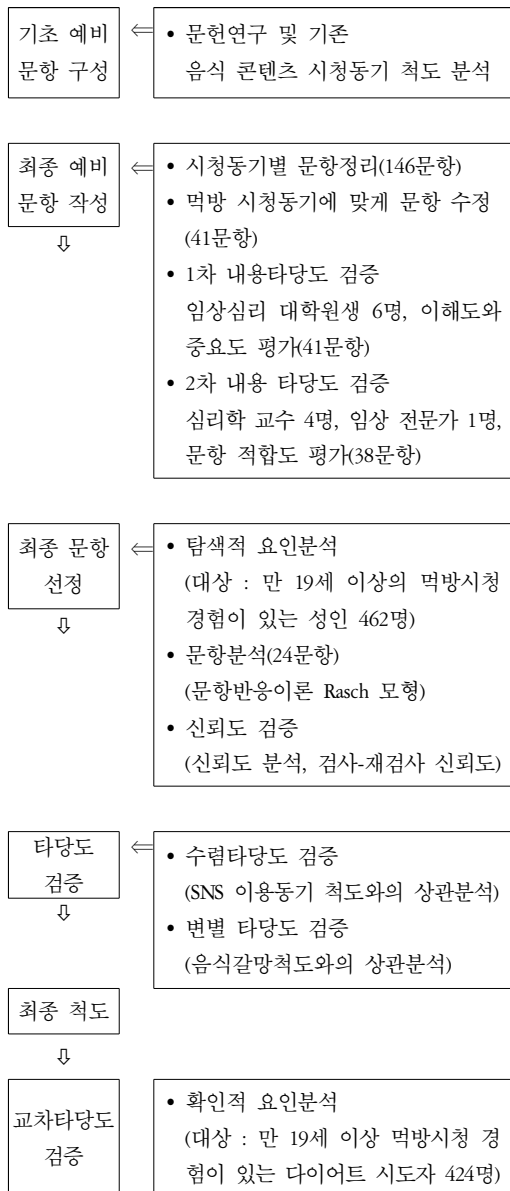 기초 예비
문항 구성
⇐
• 문헌연구 및 기존
음식 콘텐츠 시청동기 척도 분석
최종 예비
문항 작성
⇩
⇐
• 시청동기별 문항정리(146문항)
• 먹방 시청동기에 맞게 문항 수정
(41문항)
• 1차 내용타당도 검증
임상심리 대학원생 6명, 이해도와
중요도 평가(41문항)
• 2차 내용 타당도 검증
심리학 교수 4명, 임상 전문가 1명,
문항 적합도 평가(38문항)
최종 문항
선정
⇩
⇐
• 탐색적 요인분석
(대상 : 만 19세 이상의 먹방시청
경험이 있는 성인 462명)
• 문항분석(24문항)
(문항반응이론 Rasch 모형)
• 신뢰도 검증
(신뢰도 분석, 검사-재검사 신뢰도)
타당도
검증
⇩
⇐
• 수렴타당도 검증
(SNS 이용동기 척도와의 상관분석)
• 변별 타당도 검증
(음식갈망척도와의 상관분석)
최종 척도
⇩
교차타당도
검증
• 확인적 요인분석
(대상 : 만 19세 이상 먹방시청 경
험이 있는 다이어트 시도자 424명)